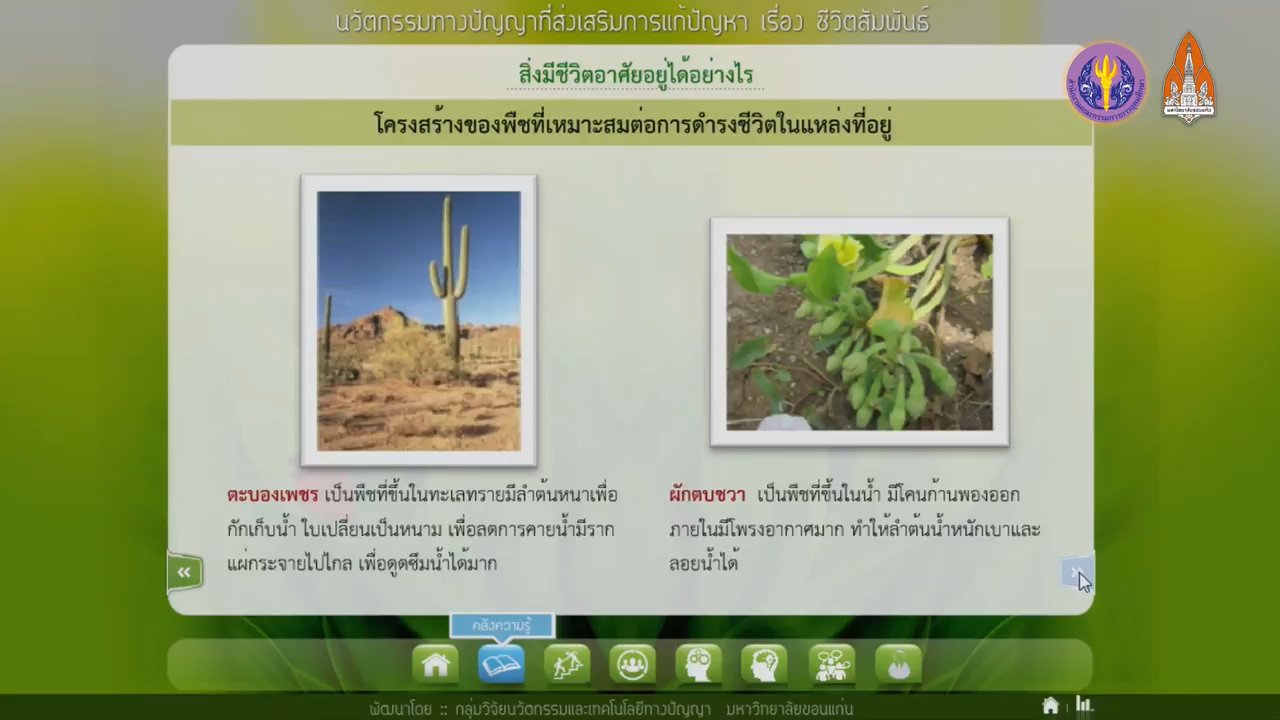 นวัตกรรมทางปัญญาที่ส่งเสริมการแก้ปัญหา เรื่อง ชีวิตสัมพันธ์
สิ่งมีชีวิตอาศัยอยู่ได้อย่างไร
โครงสร้างของพืชที่เหมาะสมต่อการดำรงชีวิตในแหล่งที่อยู่
ตะบองเพชร เป็นพืชที่ขึ้นในทะเลทรายมีลำต้นหนาเพื่อ
กักเก็บน้ำ ใบเปลี่ยนเป็นหนาม เพื่อลดการคายน้ำมีราก
แผ่กระจายไปไกล เพื่อดูดซึมน้ำได้มาก
ผักตบชวา เป็นพืชที่ขึ้นในน้ำ มีโคนก้านพองออก
ภายในมีโพรงอากาศมาก ทำให้ลำต้นน้ำหนักเบาและ
ลอยน้ำได้
คลังความรู้
พัฒนาโดย :: กลุ่มวิจัยนวัตกรรมและเทคโนโลยีทางปัญญา มหาวิทยาลัยขอนแก่น